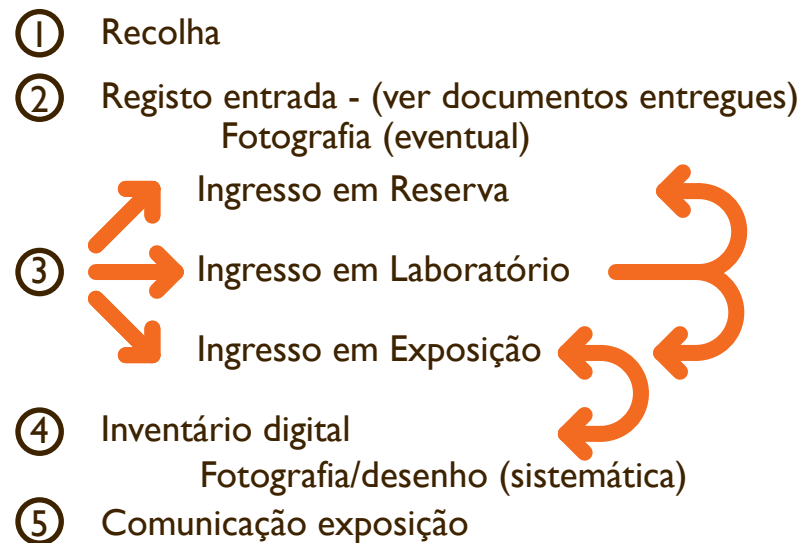 1 Recolha
2 Registo entrada - (ver documentos entregues)
Fotografia (eventual)
Ingresso em Reserva
3 Ingresso em Laboratório
Ingresso em Exposição
4 Inventário digital
Fotografia/desenho (sistemática)
5 Comunicação exposição